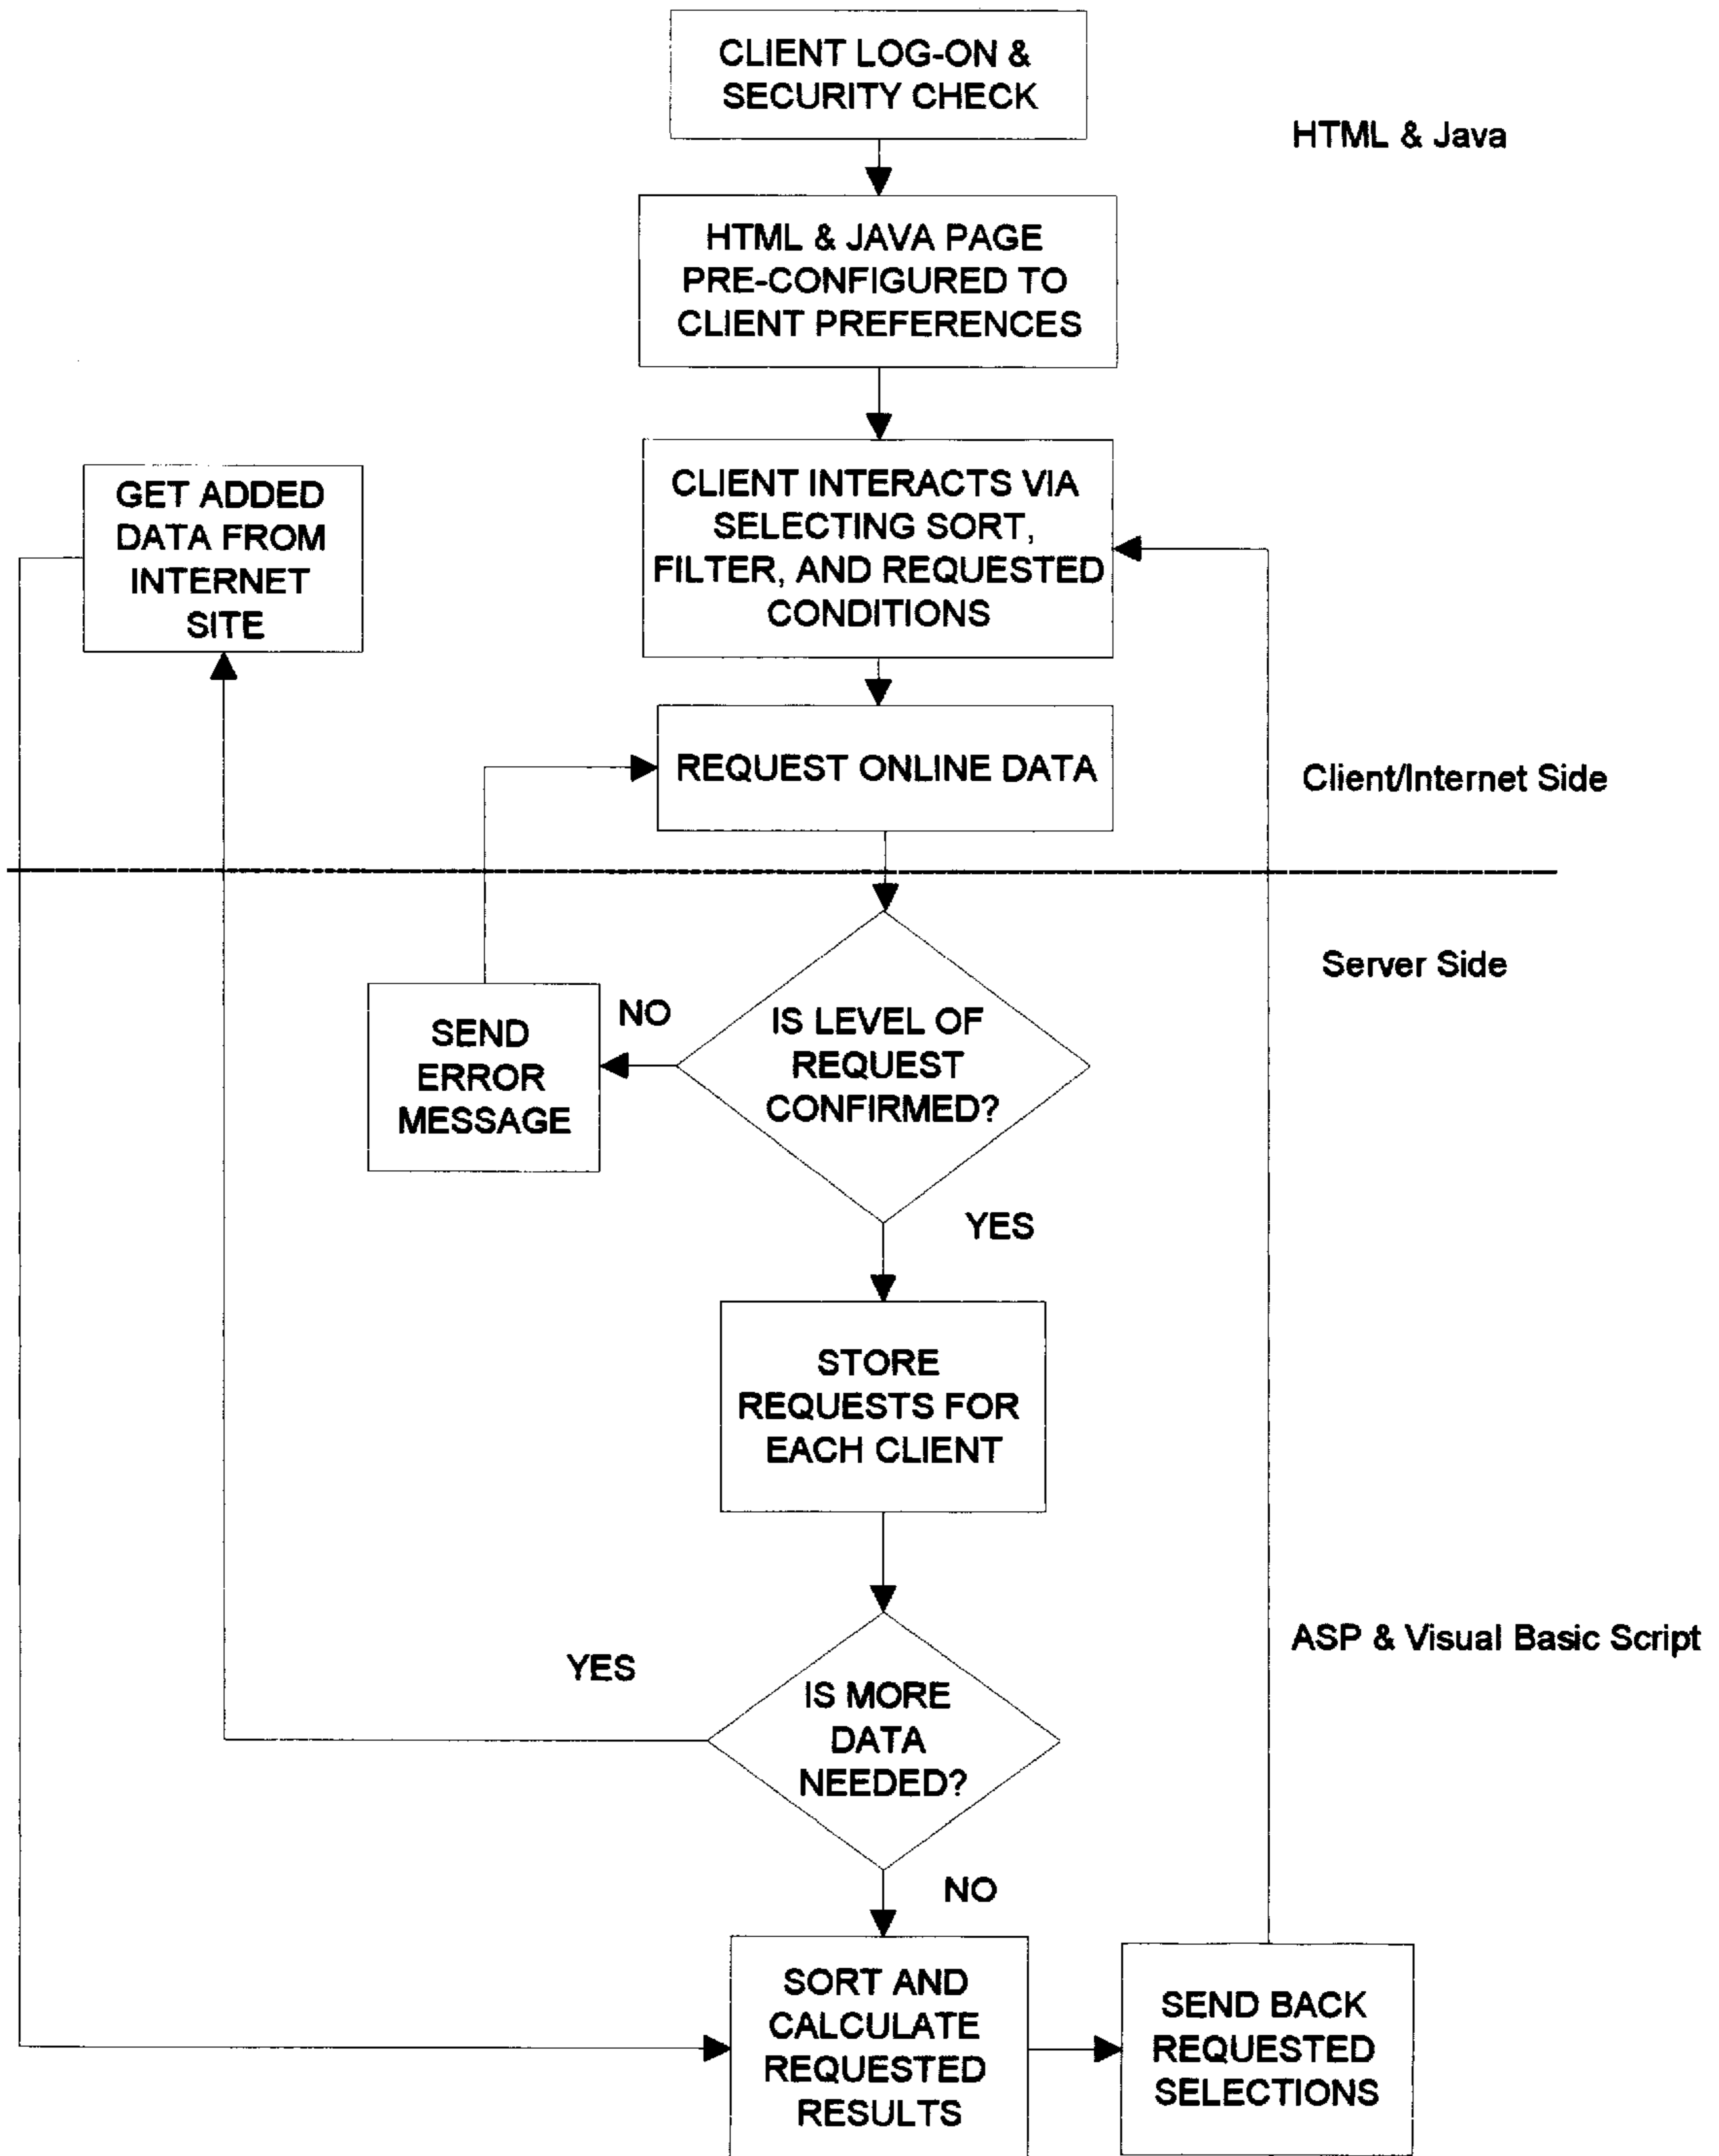 CLIENT LOG-ON &
SECURITY CHECK
HTML & Java
HTML & JAVA PAGE
PRE-CONFIGURED TO
CLIENT PREFERENCES
GET ADDED
DATA FROM
INTERNET
SITE
CLIENT INTERACTS VIA
SELECTING SORT,
FILTER, AND REQUESTED
CONDITIONS
REQUEST ONLINE DATA
Client/Internet Side
Server Side
SEND
ERROR
MESSAGE
NO
IS LEVEL OF
REQUEST
CONFIRMED?
YES
STORE
REQUESTS FOR
EACH CLIENT
ASP & Visual Basic Script
YES
IS MORE
DATA
NEEDED?
NO
SORT AND
CALCULATE
REQUESTED
RESULTS
SEND BACK
REQUESTED
SELECTIONS